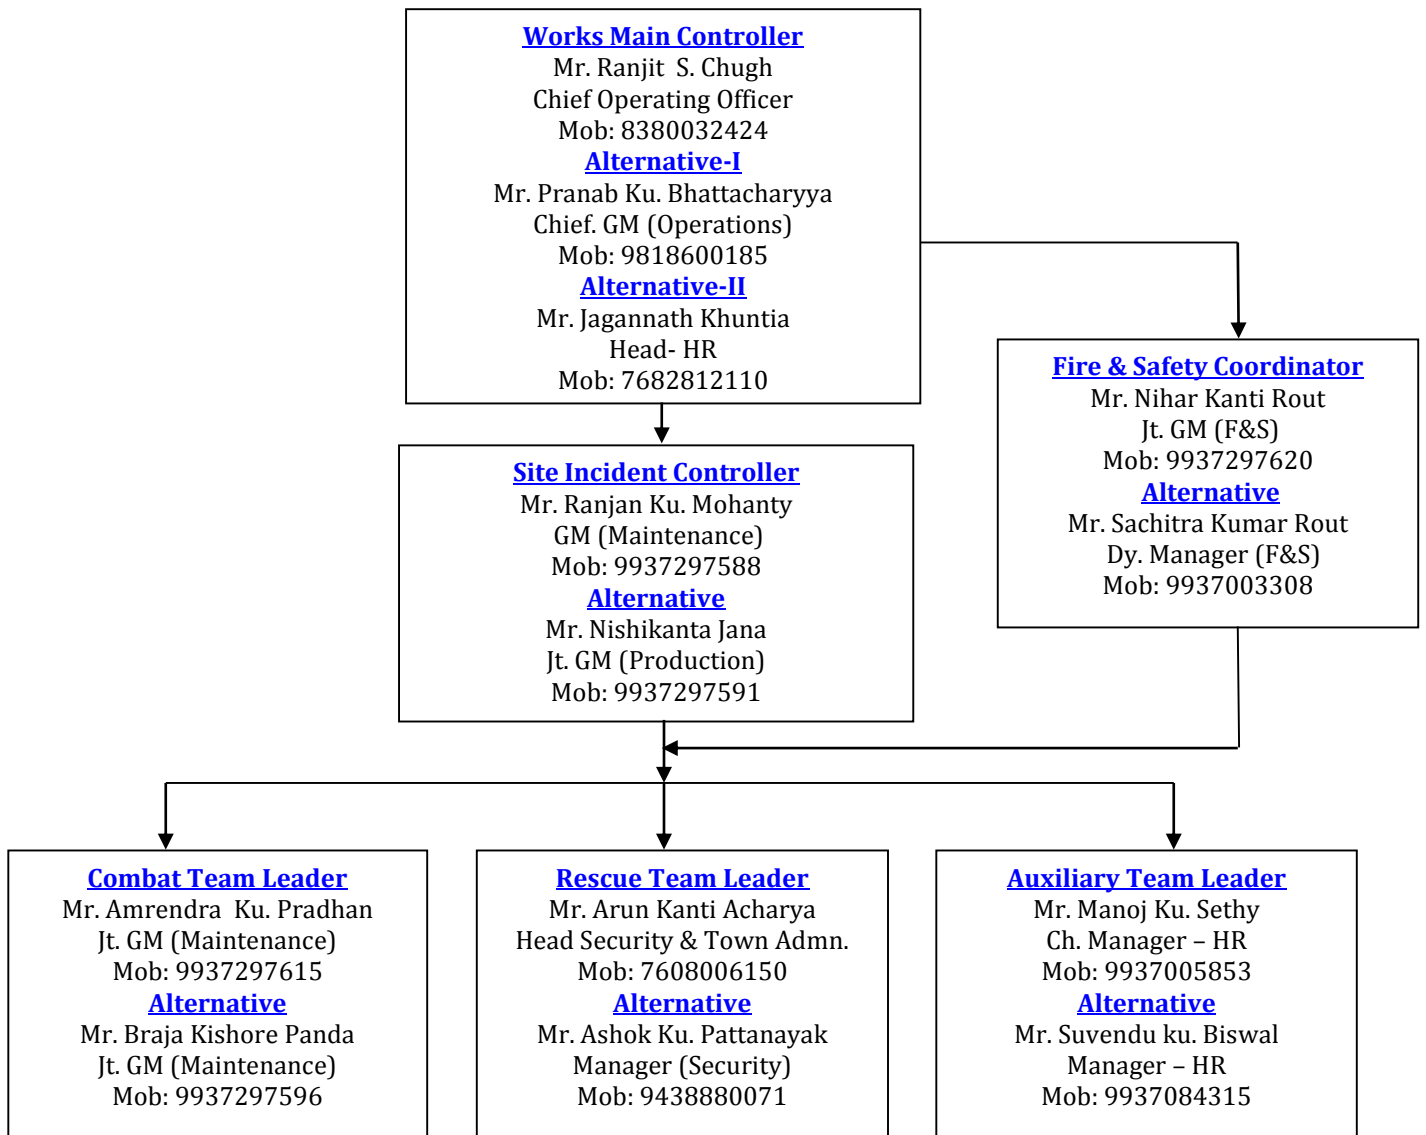 Works Main Controller
Mr. Ranjit  S. Chugh
Chief Operating Officer
Mob: 8380032424
Alternative-I
Mr. Pranab Ku. Bhattacharyya
Chief. GM (Operations)
Mob: 9818600185
Alternative-II
Mr. Jagannath Khuntia
Head- HR
Mob: 7682812110
Fire & Safety Coordinator
Mr. Nihar Kanti Rout
Jt. GM (F&S)
Mob: 9937297620
Alternative
Mr. Sachitra Kumar Rout
Dy. Manager (F&S)
Mob: 9937003308
Site Incident Controller
Mr. Ranjan Ku. Mohanty
GM (Maintenance)
Mob: 9937297588
Alternative
Mr. Nishikanta Jana
Jt. GM (Production)
Mob: 9937297591
Combat Team Leader
Mr. Amrendra  Ku. Pradhan
Jt. GM (Maintenance)
Mob: 9937297615
Alternative
Mr. Braja Kishore Panda
Jt. GM (Maintenance)
Mob: 9937297596
Rescue Team Leader
Mr. Arun Kanti Acharya
Head Security & Town Admn.
Mob: 7608006150
Alternative
Mr. Ashok Ku. Pattanayak
Manager (Security)
Mob: 9438880071
Auxiliary Team Leader
Mr. Manoj Ku. Sethy
Ch. Manager – HR
Mob: 9937005853
Alternative
Mr. Suvendu ku. Biswal
Manager – HR
Mob: 9937084315